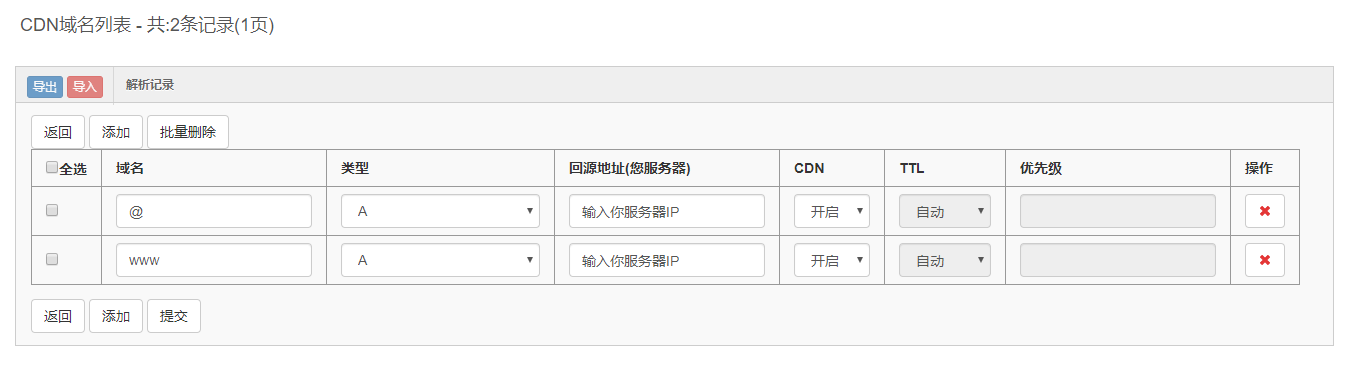 CDN域名列表 - 共:2条记录(1页)
导出 导入 解析记录
返回 添加 批量删除
全选 域名 类型 回源地址(您服务器) CDN TTL 优先级 操作
@ A 输入你服务器IP 开启 自动
www A 输入你服务器IP 开启 自动
返回 添加 提交